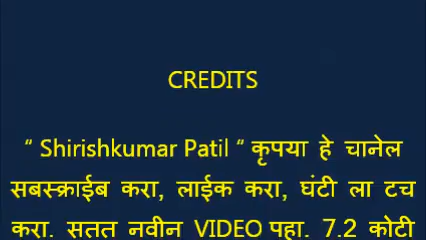 CREDITS
“ Shirishkumar Patil “ कृपया हे चानेल
सबस्क्राईब करा, लाईक करा, घंटी ला टच
करा. सतत नवीन VIDEO पहा. 7.2 कोटी